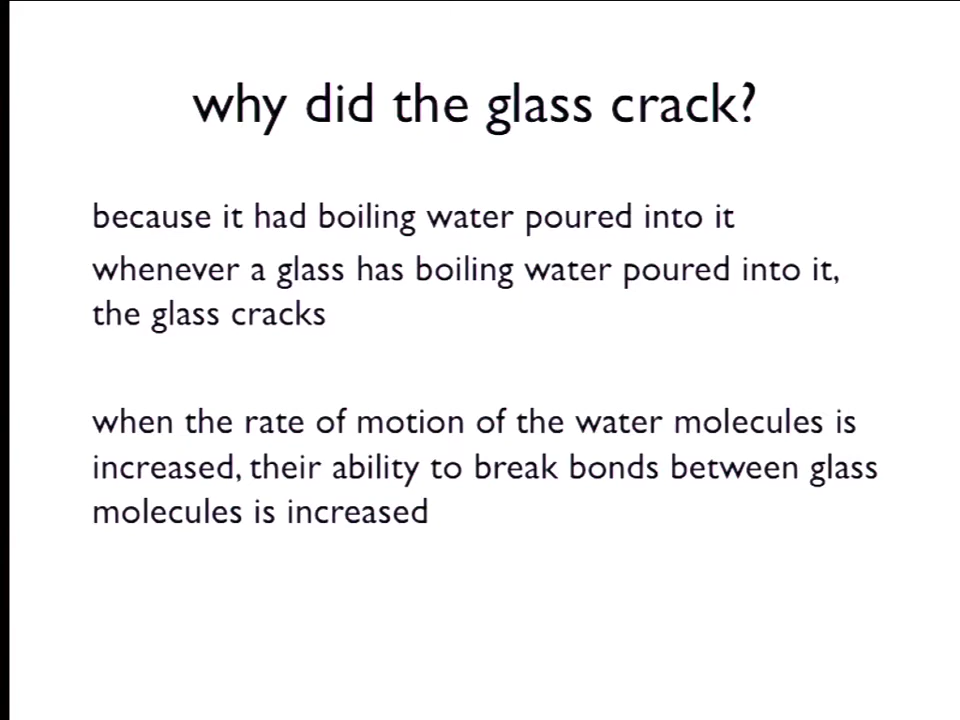 why did the glass crack?
because it had boiling water poured into it
whenever a glass has boiling water poured into it,
the glass cracks
when the rate of motion of the water molecules is
increased, their ability to break bonds between glass
molecules is increased